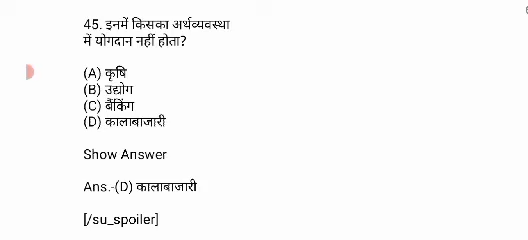 45. इनमें किसका अर्थव्यवस्था
में योगदान नहीं होता?
(A) कृषि
(B) उद्योग
(C) बैंकिंग
(D) कालाबाजारी
Show Answer
Ans.-(D) कालाबाजारी
[/su_spoiler]